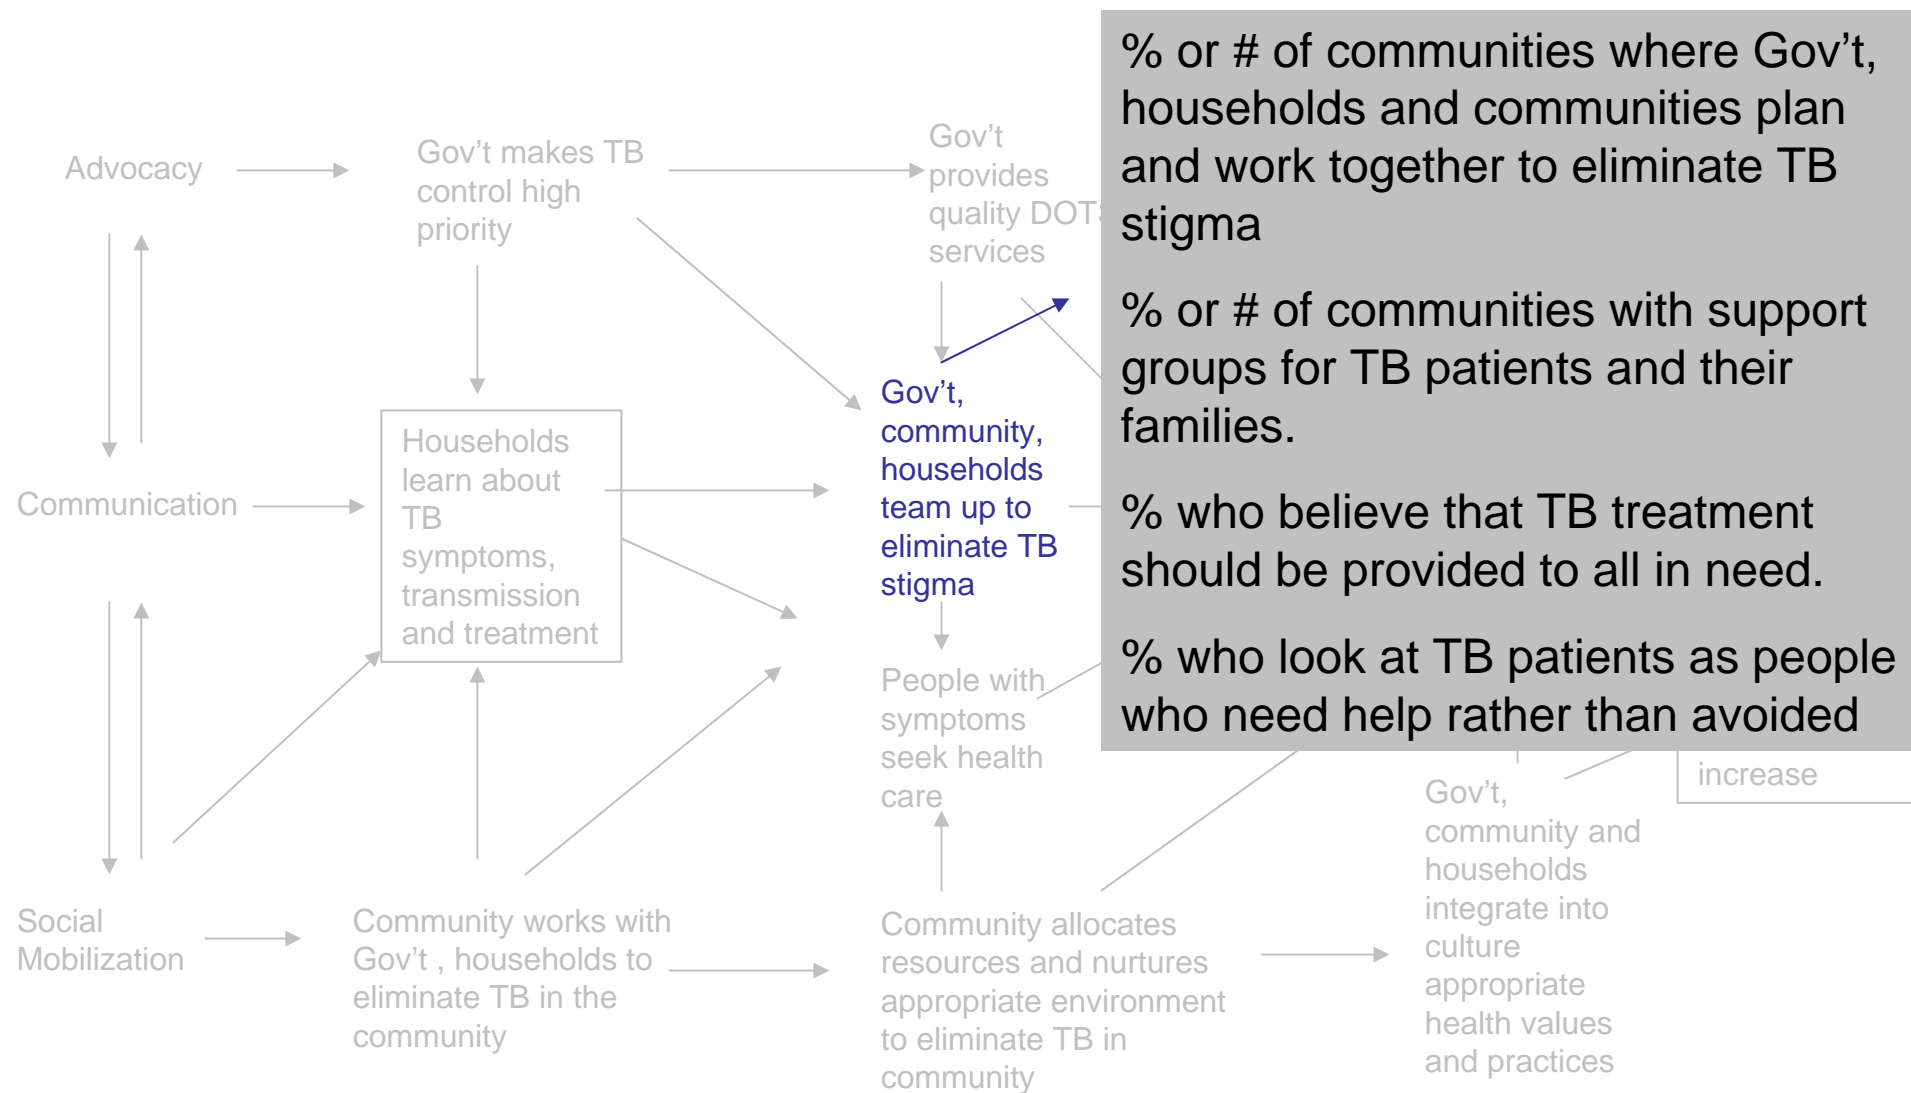 Advocacy
Gov’t makes TB
control high
priority
Gov’t
provides
quality DOTS
services
% or # of communities where Gov’t,
households and communities plan
and work together to eliminate TB
stigma
% or # of communities with support
groups for TB patients and their
families.
% who believe that TB treatment
should be provided to all in need.
% who look at TB patients as people
who need help rather than avoided
Communication
Households
learn about
TB
symptoms,
transmission
and treatment
Gov’t,
community,
households
team up to
eliminate TB
stigma
People with
symptoms
seek health
care
increase
Social
Mobilization
Community works with
Gov’t , households to
eliminate TB in the
community
Community allocates
resources and nurtures
appropriate environment
to eliminate TB in
community
Gov’t,
community and
households
integrate into
culture
appropriate
health values
and practices